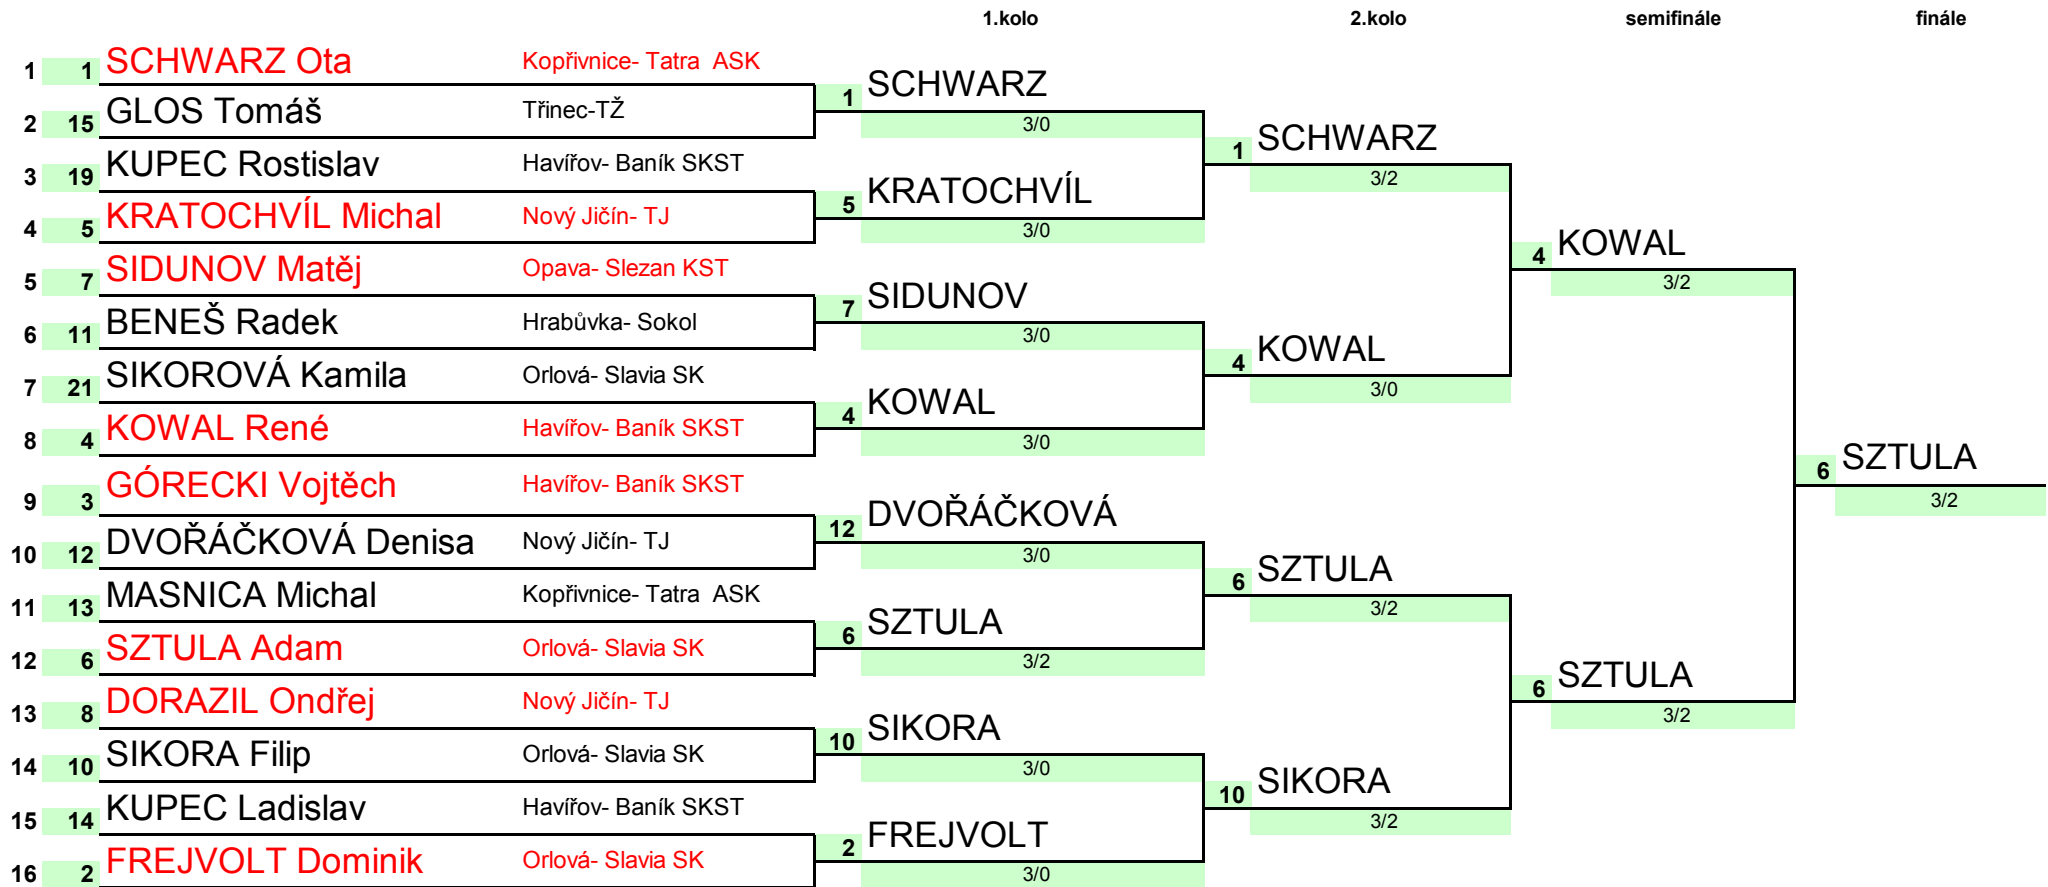 1.kolo 2.kolo semifinále finále
1 1 SCHWARZ Ota Kopřivnice- Tatra ASK
1 SCHWARZ
2 15 GLOS Tomáš Třinec-TŽ
3/0
1 SCHWARZ
3 19 KUPEC Rostislav Havířov- Baník SKST
3/2
5 KRATOCHVÍL
4 5 KRATOCHVÍL Michal Nový Jičín- TJ
3/0
4 KOWAL
5 7 SIDUNOV Matěj Opava- Slezan KST
3/2
7 SIDUNOV
6 11 BENEŠ Radek Hrabůvka- Sokol
3/0
4 KOWAL
7 21 SIKOROVÁ Kamila Orlová- Slavia SK
3/0
4 KOWAL
8 4 KOWAL René Havířov- Baník SKST
3/0
6 SZTULA
9 3 GÓRECKI Vojtěch Havířov- Baník SKST
3/2
12 DVOŘÁČKOVÁ
10 12 DVOŘÁČKOVÁ Denisa Nový Jičín- TJ
3/0
6 SZTULA
11 13 MASNICA Michal Kopřivnice- Tatra ASK
3/2
6 SZTULA
12 6 SZTULA Adam Orlová- Slavia SK
3/2
6 SZTULA
13 8 DORAZIL Ondřej Nový Jičín- TJ
3/2
10 SIKORA
14 10 SIKORA Filip Orlová- Slavia SK
3/0
10 SIKORA
15 14 KUPEC Ladislav Havířov- Baník SKST
3/2
2 FREJVOLT
16 2 FREJVOLT Dominik Orlová- Slavia SK
3/0